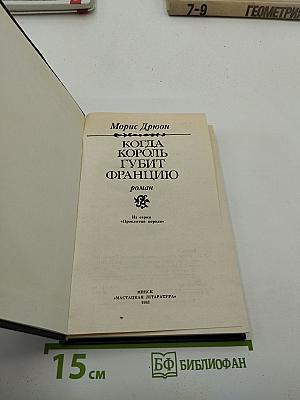 7-9
ГЕОМЕТРИ
Морис Дрюон
КОГДА
КОРОЛЬ
ГУБИТ
ФРАНЦИЮ
роман
Из серии
«Проклятые короли»
МИНСК
«МАСТАЦКАЯ ЛІТАРАТУРА»
15 см
БФ БИБЛИОФАН